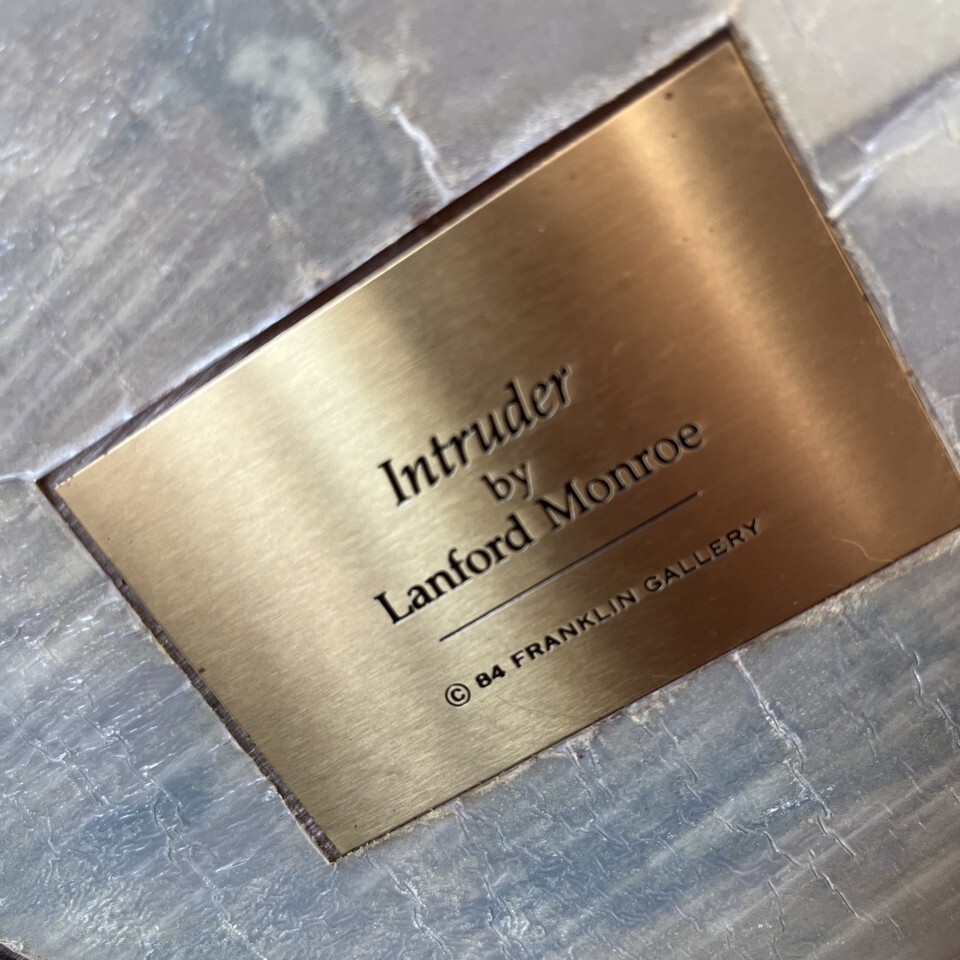 Intruder
by
Lanford Monroe
© 84 FRANKLIN GALLERY